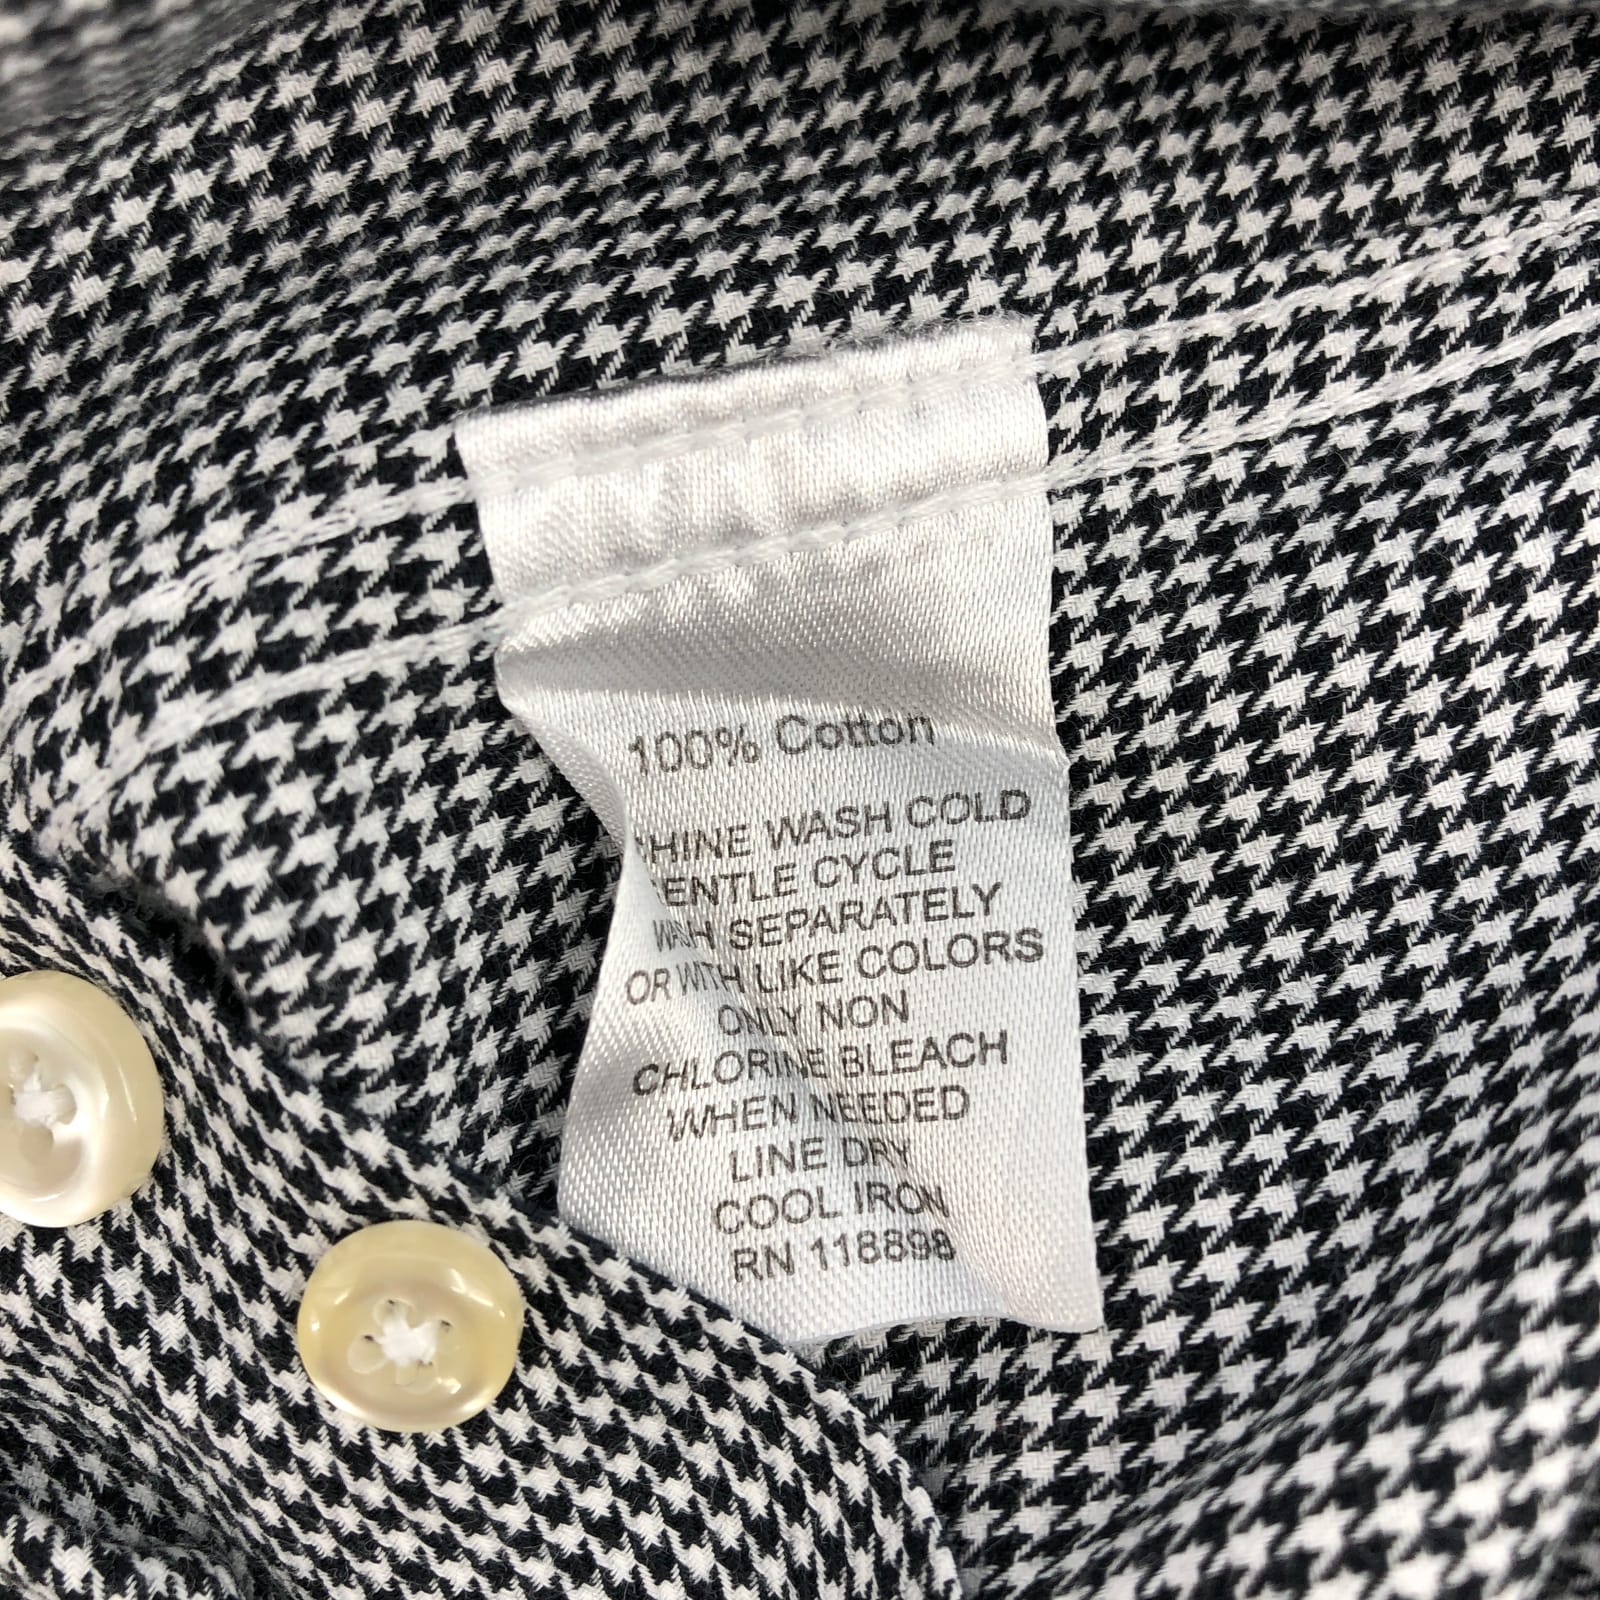 100% Cotton
HINE WASH COLD
ENTLE CYCLE
WASH SEPARATELY
OR WITH LIKE COLORS
ONLY NON
CHLORINE BLEACH
WHEN NEEDED
LINE DRY
COOL IRON
RN 118898